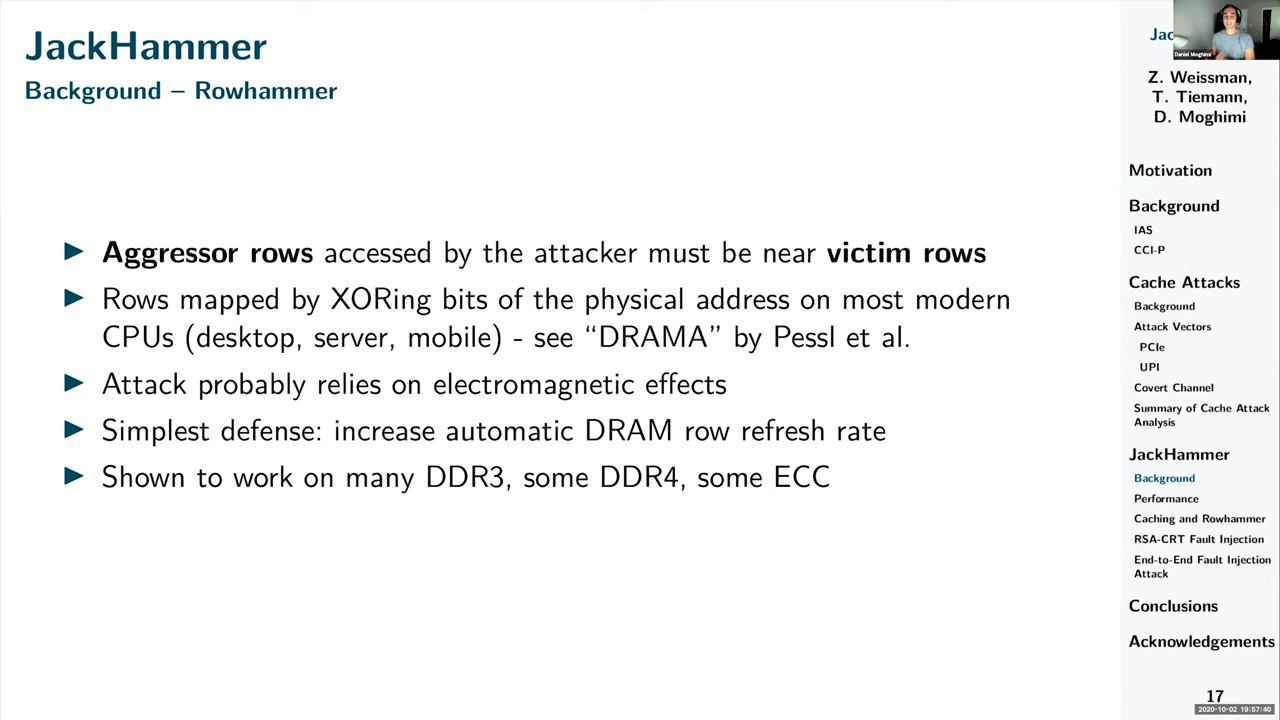 JackHammer
Background – Rowhammer
▶ Aggressor rows accessed by the attacker must be near victim rows
▶ Rows mapped by XORing bits of the physical address on most modern
CPUs (desktop, server, mobile) - see “DRAMA” by Pessl et al.
▶ Attack probably relies on electromagnetic effects
▶ Simplest defense: increase automatic DRAM row refresh rate
▶ Shown to work on many DDR3, some DDR4, some ECC
Daniel Moghimi
Z. Weissman,
T. Tiemann,
D. Moghimi
Motivation
Background
IAS
CCI-P
Cache Attacks
Background
Attack Vectors
PCIe
UPI
Covert Channel
Summary of Cache Attack
Analysis
JackHammer
Background
Performance
Caching and Rowhammer
RSA-CRT Fault Injection
End-to-End Fault Injection
Attack
Conclusions
Acknowledgements
17
2020-10-02 19:57:40